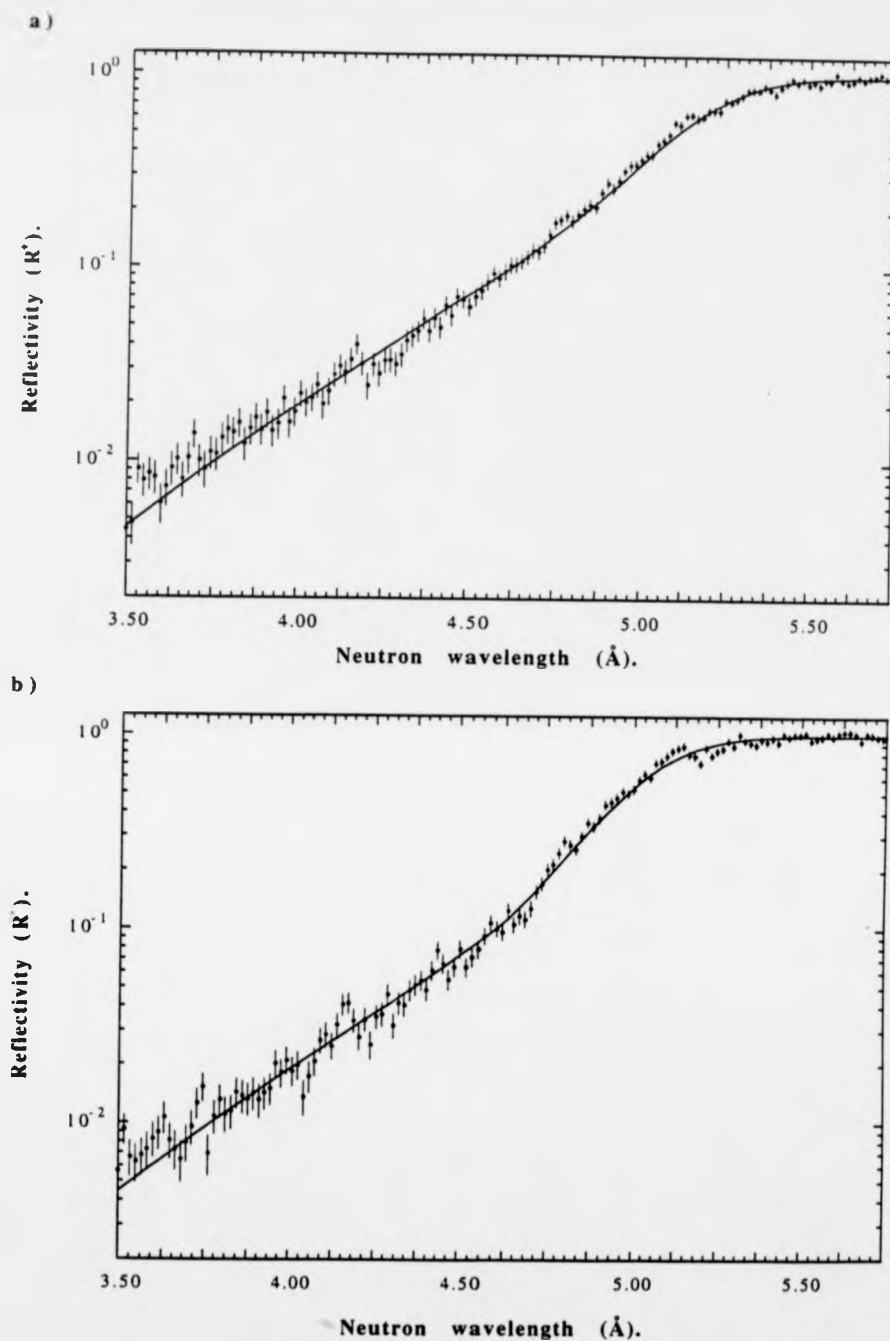 a)
10⁰
10⁻¹
10⁻²
Reflectivity (R⁺).
3.50 4.00 4.50 5.00 5.50
Neutron wavelength (Å).
b)
10⁰
10⁻¹
10⁻²
Reflectivity (R⁻).
3.50 4.00 4.50 5.00 5.50
Neutron wavelength (Å).